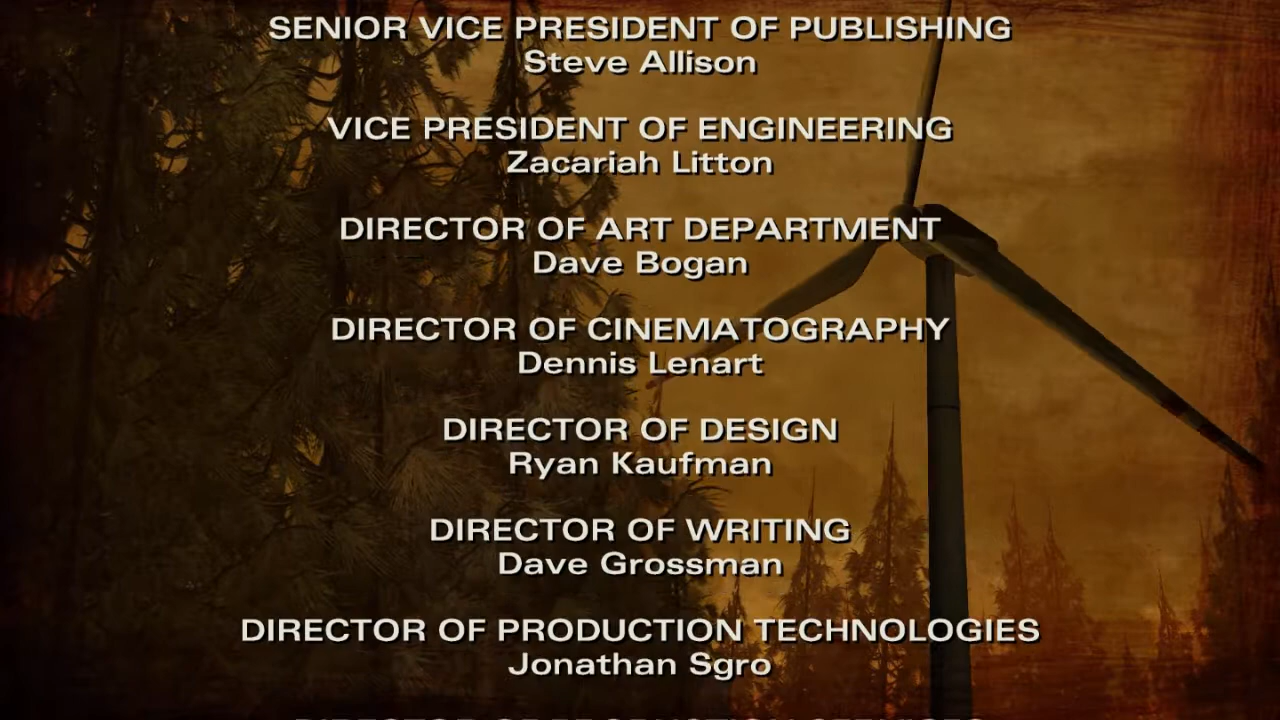 SENIOR VICE PRESIDENT OF PUBLISHING
Steve Allison
VICE PRESIDENT OF ENGINEERING
Zacariah Litton
DIRECTOR OF ART DEPARTMENT
Dave Bogan
DIRECTOR OF CINEMATOGRAPHY
Dennis Lenart
DIRECTOR OF DESIGN
Ryan Kaufman
DIRECTOR OF WRITING
Dave Grossman
DIRECTOR OF PRODUCTION TECHNOLOGIES
Jonathan Sgro